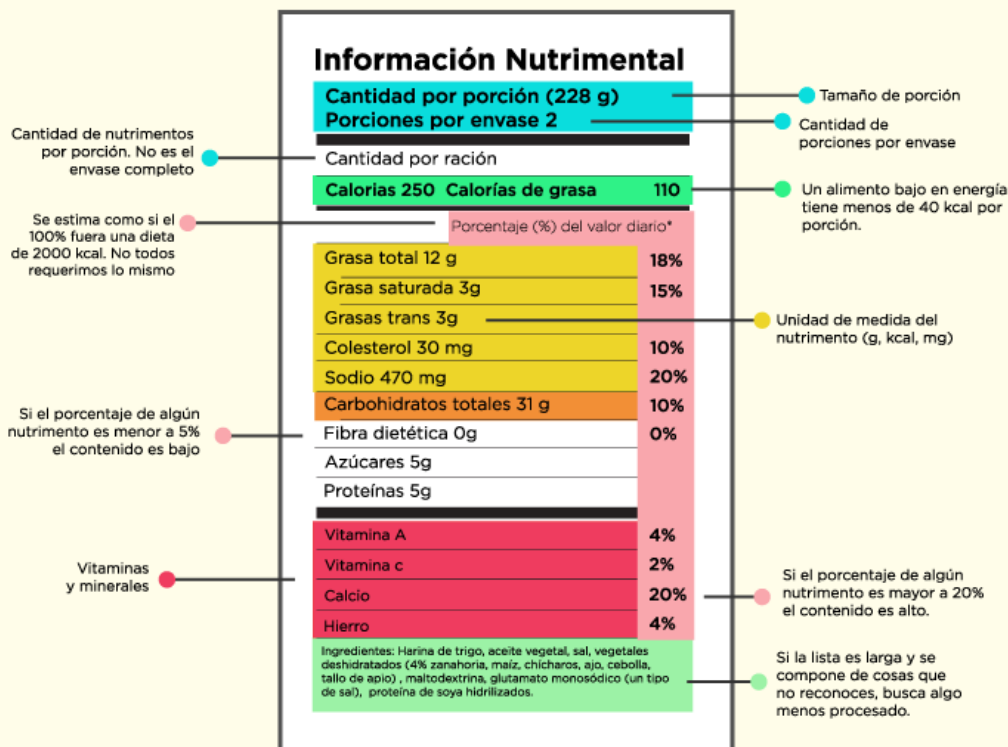 Información Nutrimental
Cantidad por porción (228 g)
Porciones por envase 2
Tamaño de porción
Cantidad de
porciones por envase
Cantidad de nutrimentos
por porción. No es el
envase completo
Cantidad por ración
Calorias 250 Calorías de grasa 110
Un alimento bajo en energía
tiene menos de 40 kcal por
porción.
Se estima como si el
100% fuera una dieta
de 2000 kcal. No todos
requerimos lo mismo
Porcentaje (%) del valor diario*
Grasa total 12 g 18%
Grasa saturada 3g 15%
Grasas trans 3g
Unidad de medida del
nutrimento (g, kcal, mg)
Colesterol 30 mg 10%
Sodio 470 mg 20%
Carbohidratos totales 31 g 10%
Si el porcentaje de algún
nutrimento es menor a 5%
el contenido es bajo
Fibra dietética 0g 0%
Azúcares 5g
Proteínas 5g
Vitaminas
y minerales
Vitamina A 4%
Vitamina c 2%
Calcio 20%
Hierro 4%
Si el porcentaje de algún
nutrimento es mayor a 20%
el contenido es alto.
Ingredientes: Harina de trigo, aceite vegetal, sal, vegetales
deshidratados (4% zanahoria, maíz, chícharos, ajo, cebolla,
tallo de apio) , maltodextrina, glutamato monosódico (un tipo
de sal), proteína de soya hidrilizados.
Si la lista es larga y se
compone de cosas que
no reconoces, busca algo
menos procesado.